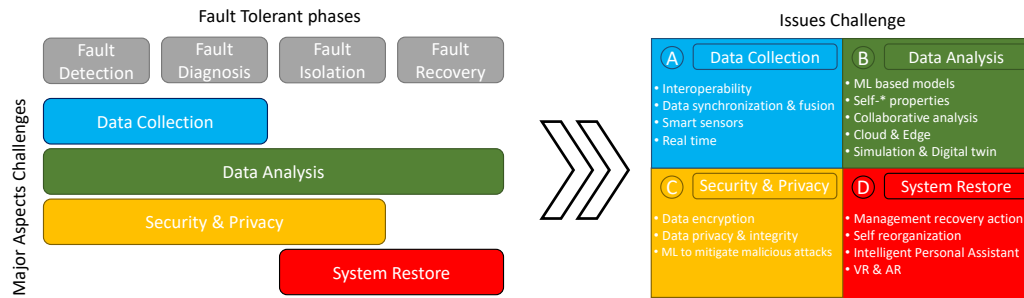 Fault Tolerant phases
Fault
Detection
Fault
Diagnosis
Fault
Isolation
Fault
Recovery
Major Aspects Challenges
Data Collection
Data Analysis
Security & Privacy
System Restore
Issues Challenge
A
Data Collection
• Interoperability
• Data synchronization & fusion
• Smart sensors
• Real time
B
Data Analysis
• ML based models
• Self-* properties
• Collaborative analysis
• Cloud & Edge
• Simulation & Digital twin
C
Security & Privacy
• Data encryption
• Data privacy & integrity
• ML to mitigate malicious attacks
D
System Restore
• Management recovery action
• Self reorganization
• Intelligent Personal Assistant
• VR & AR